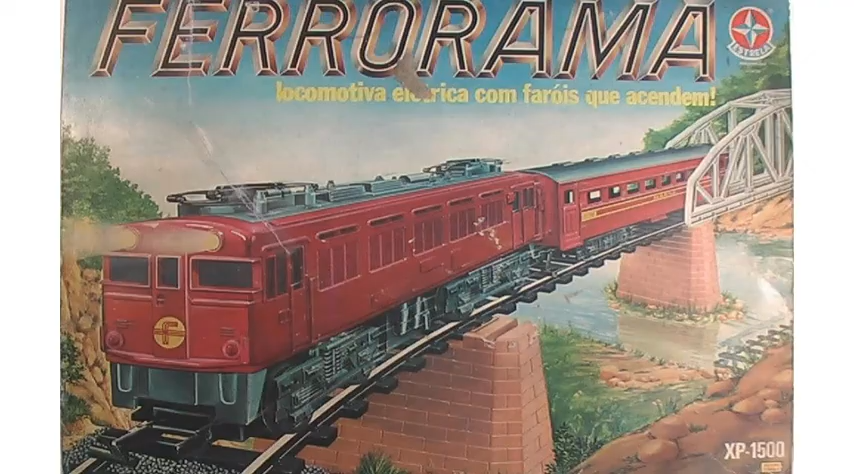 FERRORAMA
ESTRELA
locomotiva elétrica com faróis que acendem!
XP-1500